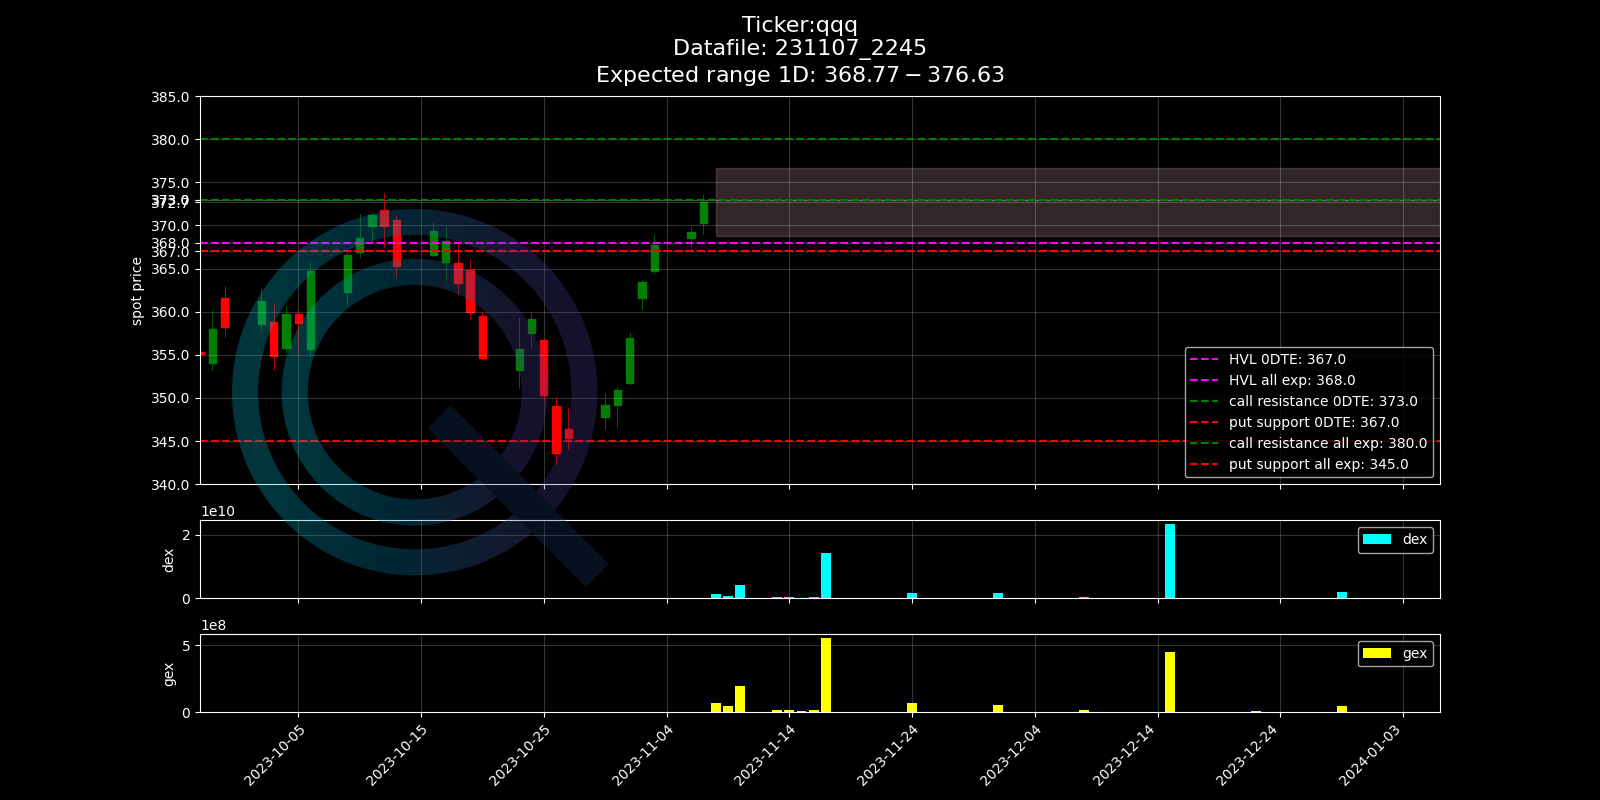 Ticker:qqq
Datafile: 231107_2245
Expected range 1D: 368.77 − 376.63
385.0
380.0
375.0
373.0
372.7
370.0
368.0
367.0
365.0
360.0
355.0
350.0
345.0
340.0
spot price
HVL 0DTE: 367.0
HVL all exp: 368.0
call resistance 0DTE: 373.0
put support 0DTE: 367.0
call resistance all exp: 380.0
put support all exp: 345.0
1e10
2
0
dex
dex
1e8
5
0
gex
gex
2023-10-05
2023-10-15
2023-10-25
2023-11-04
2023-11-14
2023-11-24
2023-12-04
2023-12-14
2023-12-24
2024-01-03